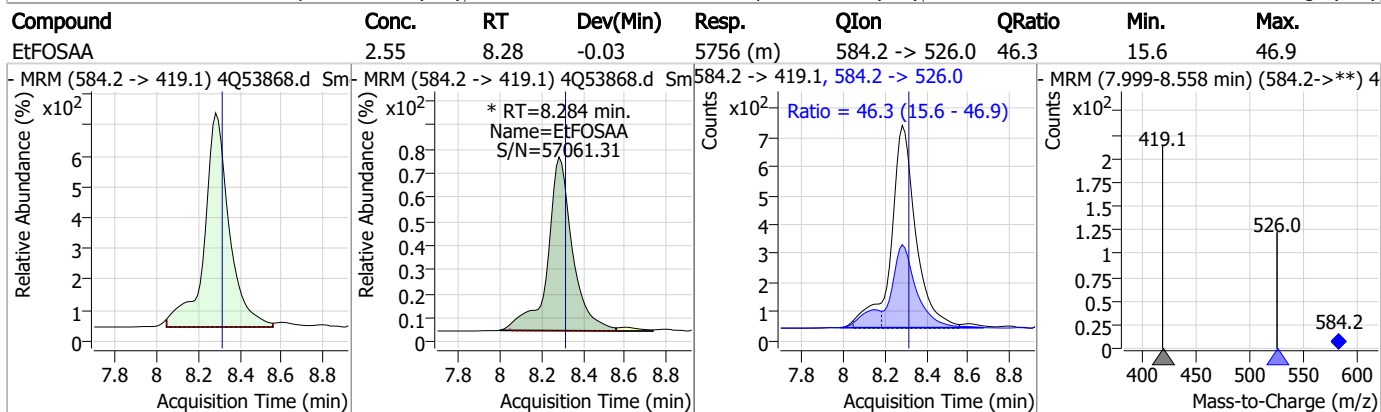 Compound Conc. RT Dev(Min) Resp. QIon QRatio Min. Max.
EtFOSAA 2.55 8.28 -0.03 5756 (m) 584.2 -> 526.0 46.3 15.6 46.9
- MRM (584.2 -> 419.1) 4Q53868.d Sm
Relative Abundance (%)
x10²
6
5
4
3
2
1
0
7.8 8 8.2 8.4 8.6 8.8
Acquisition Time (min)
- MRM (584.2 -> 419.1) 4Q53868.d Sm
Relative Abundance (%)
x10²
* RT=8.284 min.
Name=EtFOSAA
S/N=57061.31
0.8
0.7
0.6
0.5
0.4
0.3
0.2
0.1
0
7.8 8 8.2 8.4 8.6 8.8
Acquisition Time (min)
584.2 -> 419.1, 584.2 -> 526.0
Counts
x10²
Ratio = 46.3 (15.6 - 46.9)
7
6
5
4
3
2
1
0
7.8 8 8.2 8.4 8.6 8.8
Acquisition Time (min)
- MRM (7.999-8.558 min) (584.2->**) 4
Counts
x10²
419.1
526.0
584.2
2
1.75
1.5
1.25
1
0.75
0.5
0.25
0
400 450 500 550 600
Mass-to-Charge (m/z)